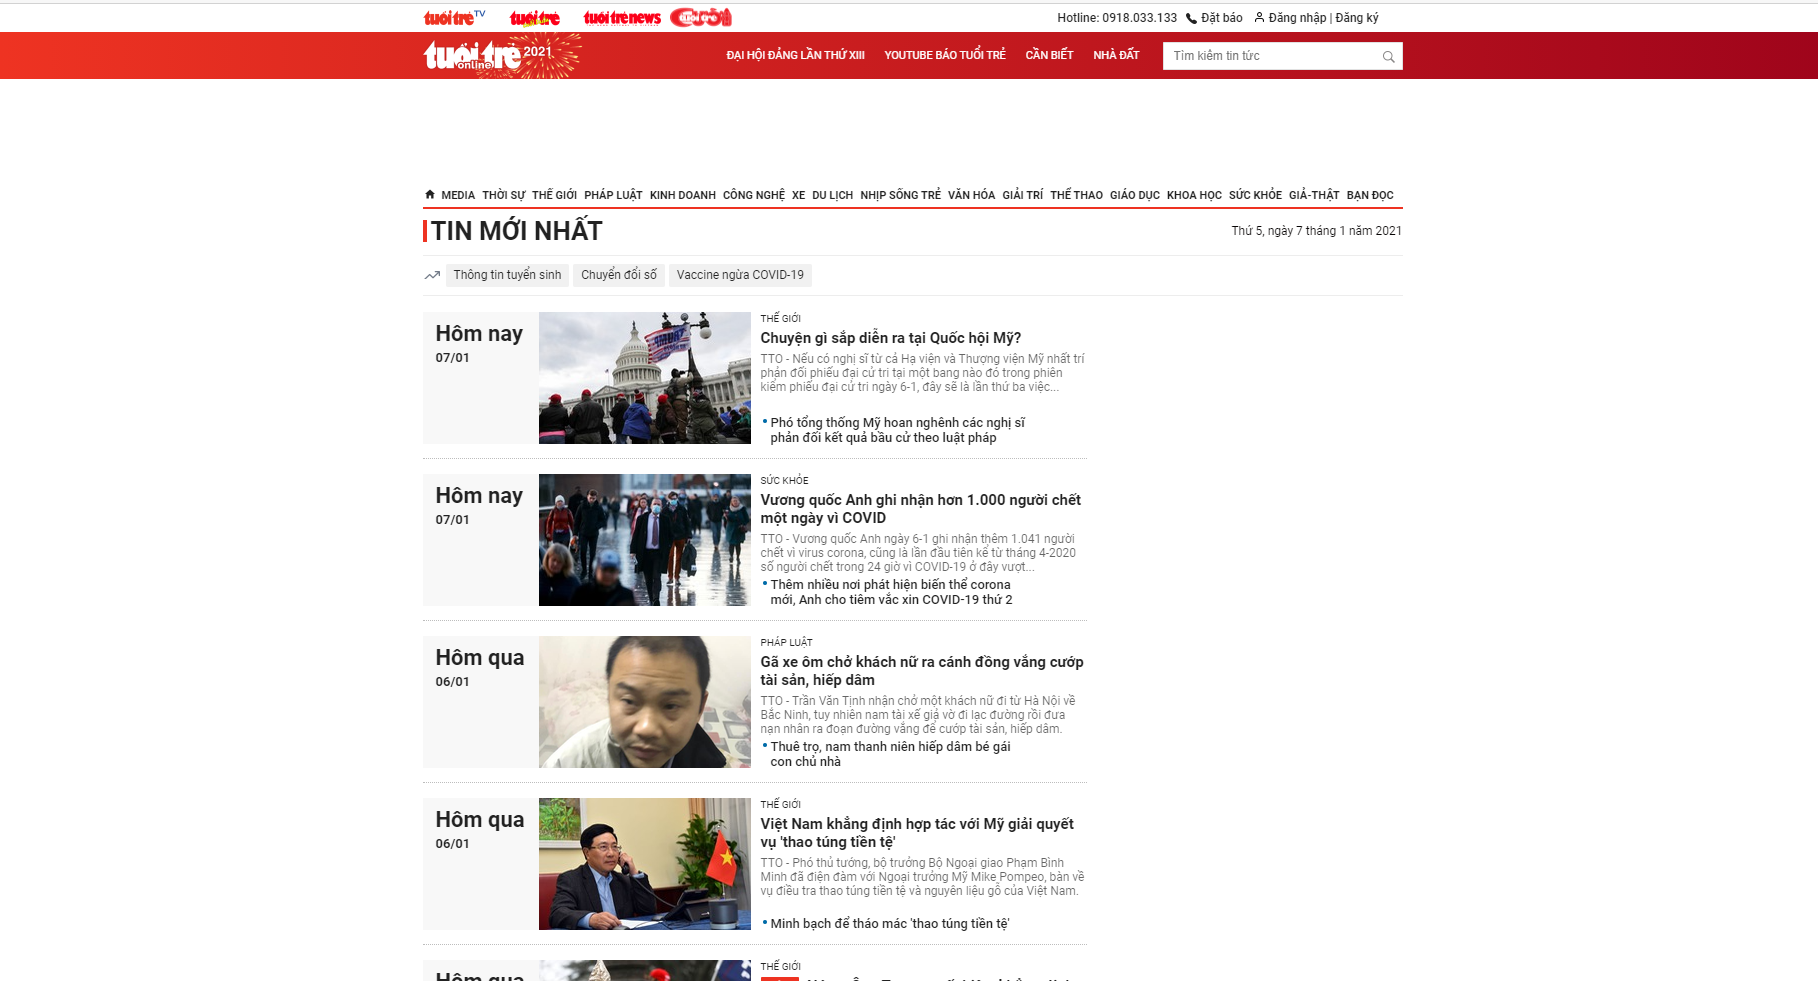 tuổi trẻ TV
tuổi trẻ
tuổi trẻ news
Cười
Hotline: 0918.033.133 Đặt báo Đăng nhập | Đăng ký
tuổi trẻ online 2021
ĐẠI HỘI ĐẢNG LẦN THỨ XIII YOUTUBE BÁO TUỔI TRẺ CẦN BIẾT NHÀ ĐẤT Tìm kiếm tin tức
MEDIA THỜI SỰ THẾ GIỚI PHÁP LUẬT KINH DOANH CÔNG NGHỆ XE DU LỊCH NHỊP SỐNG TRẺ VĂN HÓA GIẢI TRÍ THỂ THAO GIÁO DỤC KHOA HỌC SỨC KHỎE GIẢ-THẬT BẠN ĐỌC
TIN MỚI NHẤT
Thứ 5, ngày 7 tháng 1 năm 2021
Thông tin tuyển sinh Chuyển đổi số Vaccine ngừa COVID-19
Hôm nay
07/01
THẾ GIỚI
Chuyện gì sắp diễn ra tại Quốc hội Mỹ?
TTO - Nếu có nghị sĩ từ cả Hạ viện và Thượng viện Mỹ nhất trí
phản đối phiếu đại cử tri tại một bang nào đó trong phiên
kiểm phiếu đại cử tri ngày 6-1, đây sẽ là lần thứ ba việc...
Phó tổng thống Mỹ hoan nghênh các nghị sĩ
phản đối kết quả bầu cử theo luật pháp
Hôm nay
07/01
SỨC KHỎE
Vương quốc Anh ghi nhận hơn 1.000 người chết
một ngày vì COVID
TTO - Vương quốc Anh ngày 6-1 ghi nhận thêm 1.041 người
chết vì virus corona, cũng là lần đầu tiên kể từ tháng 4-2020
số người chết trong 24 giờ vì COVID-19 ở đây vượt...
Thêm nhiều nơi phát hiện biến thể corona
mới, Anh cho tiêm vắc xin COVID-19 thứ 2
Hôm qua
06/01
PHÁP LUẬT
Gã xe ôm chở khách nữ ra cánh đồng vắng cướp
tài sản, hiếp dâm
TTO - Trần Văn Tịnh nhận chở một khách nữ đi từ Hà Nội về
Bắc Ninh, tuy nhiên nam tài xế giả vờ đi lạc đường rồi đưa
nạn nhân ra đoạn đường vắng để cướp tài sản, hiếp dâm.
Thuê trọ, nam thanh niên hiếp dâm bé gái
con chủ nhà
Hôm qua
06/01
THẾ GIỚI
Việt Nam khẳng định hợp tác với Mỹ giải quyết
vụ 'thao túng tiền tệ'
TTO - Phó thủ tướng, bộ trưởng Bộ Ngoại giao Phạm Bình
Minh đã điện đàm với Ngoại trưởng Mỹ Mike Pompeo, bàn về
vụ điều tra thao túng tiền tệ và nguyên liệu gỗ của Việt Nam.
Minh bạch để tháo mác 'thao túng tiền tệ'
Hôm qua
THẾ GIỚI